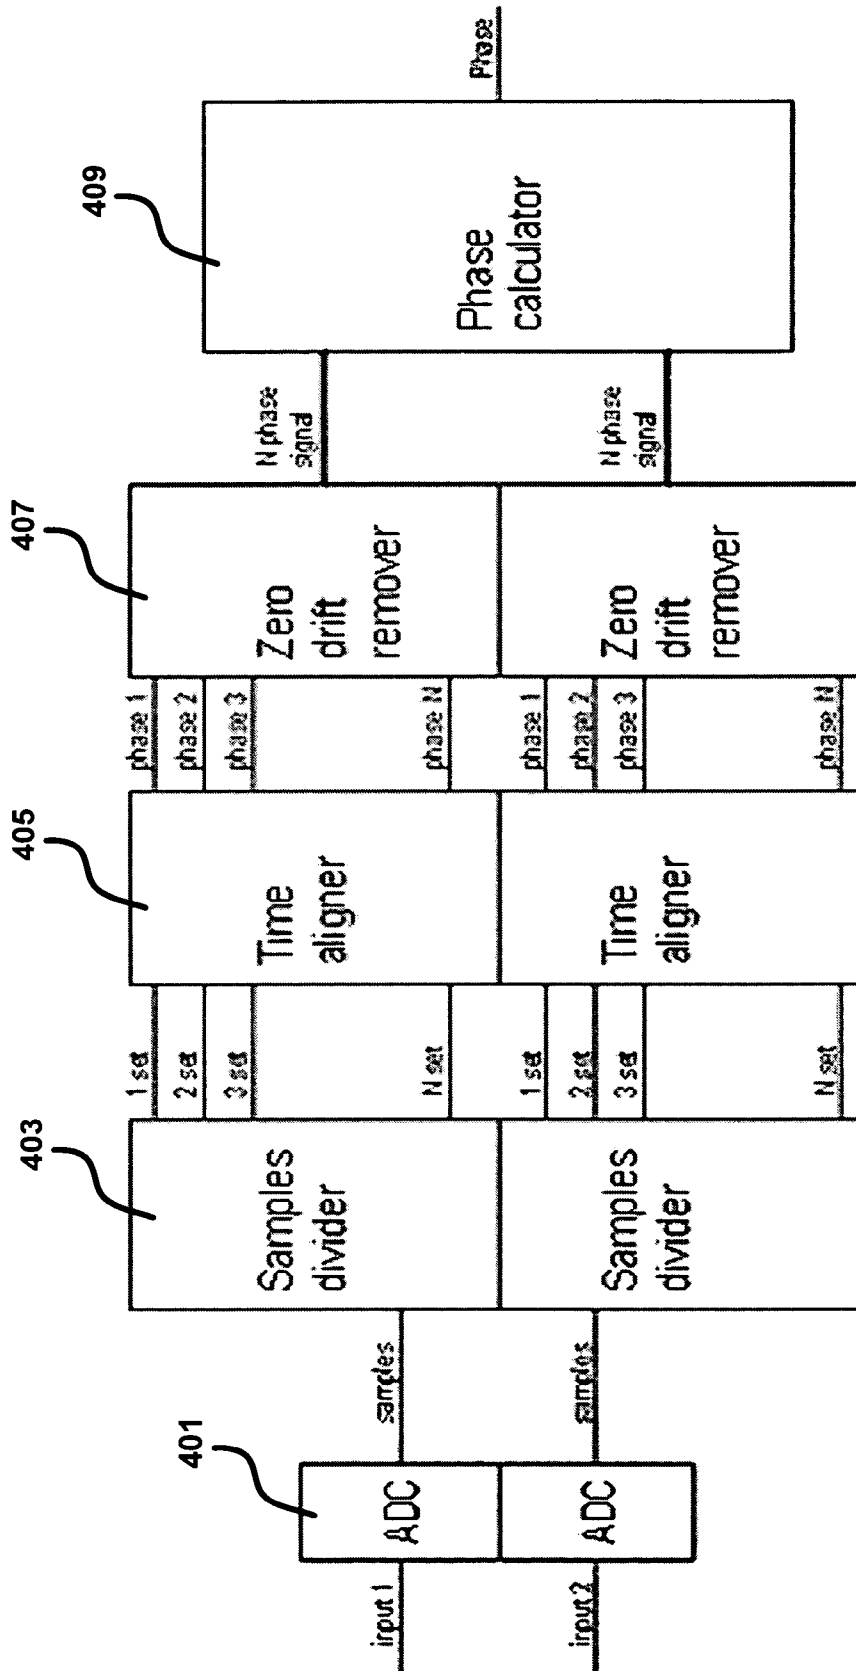 401
403
405
407
409
input 1
ADC
samples
Samples
divider
1 set
2 set
3 set
N set
Time
aligner
phase 1
phase 2
phase 3
phase N
Zero
drift
remover
N phase
signal
Phase
calculator
Phase
input 2
ADC
samples
Samples
divider
1 set
2 set
3 set
N set
Time
aligner
phase 1
phase 2
phase 3
phase N
Zero
drift
remover
N phase
signal